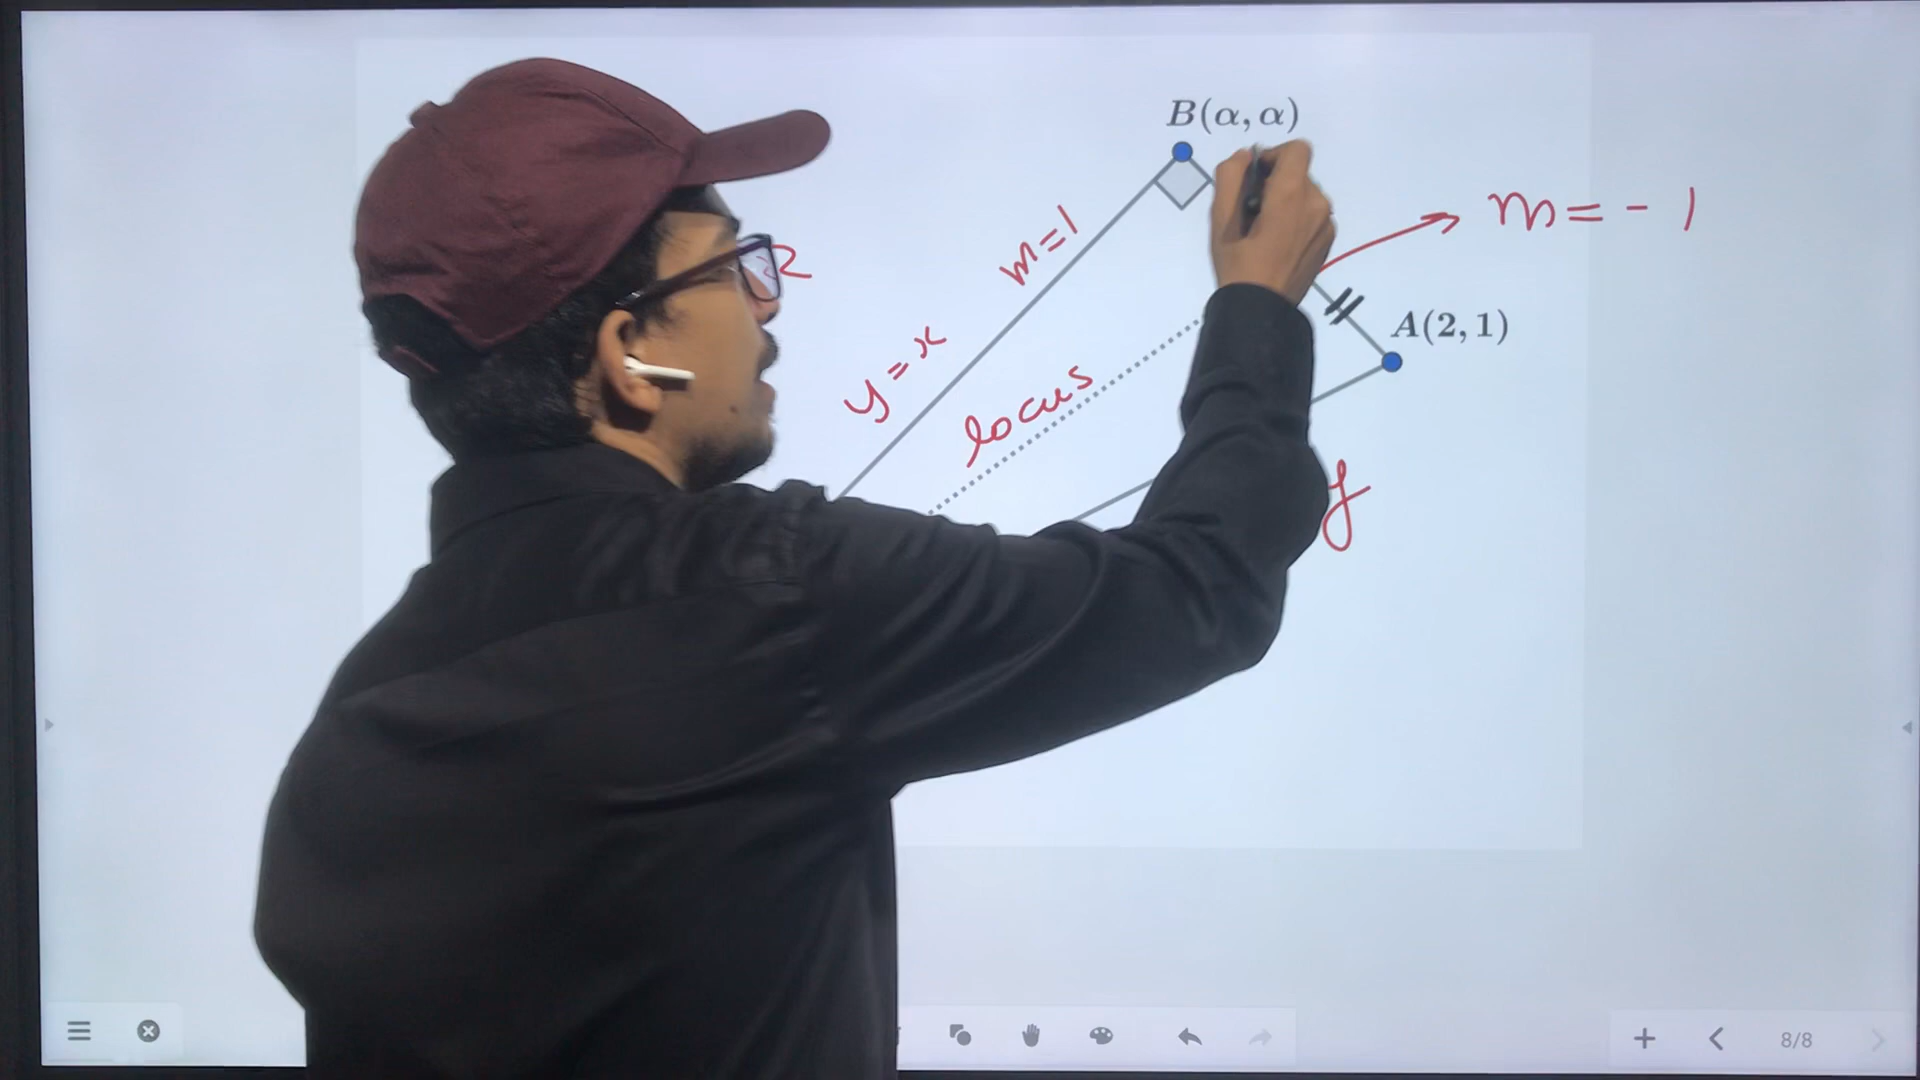 B(α, α)
m = - 1
m=1
A(2, 1)
y = x
locus
y
8/8